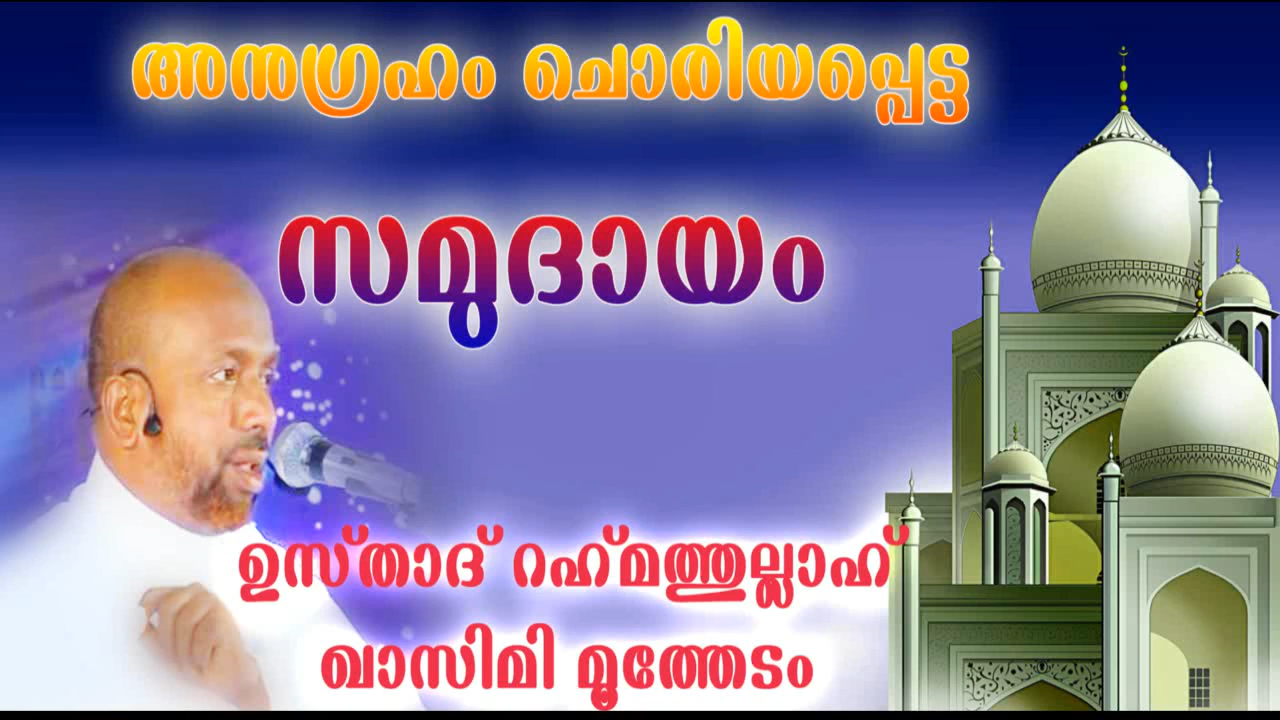 അനുഗ്രഹം ചൊരിയപ്പെട്ട
സമുദായം
ഉസ്താദ് റഹ്‌മത്തുല്ലാഹ്
ഖാസിമി മൂത്തേടം